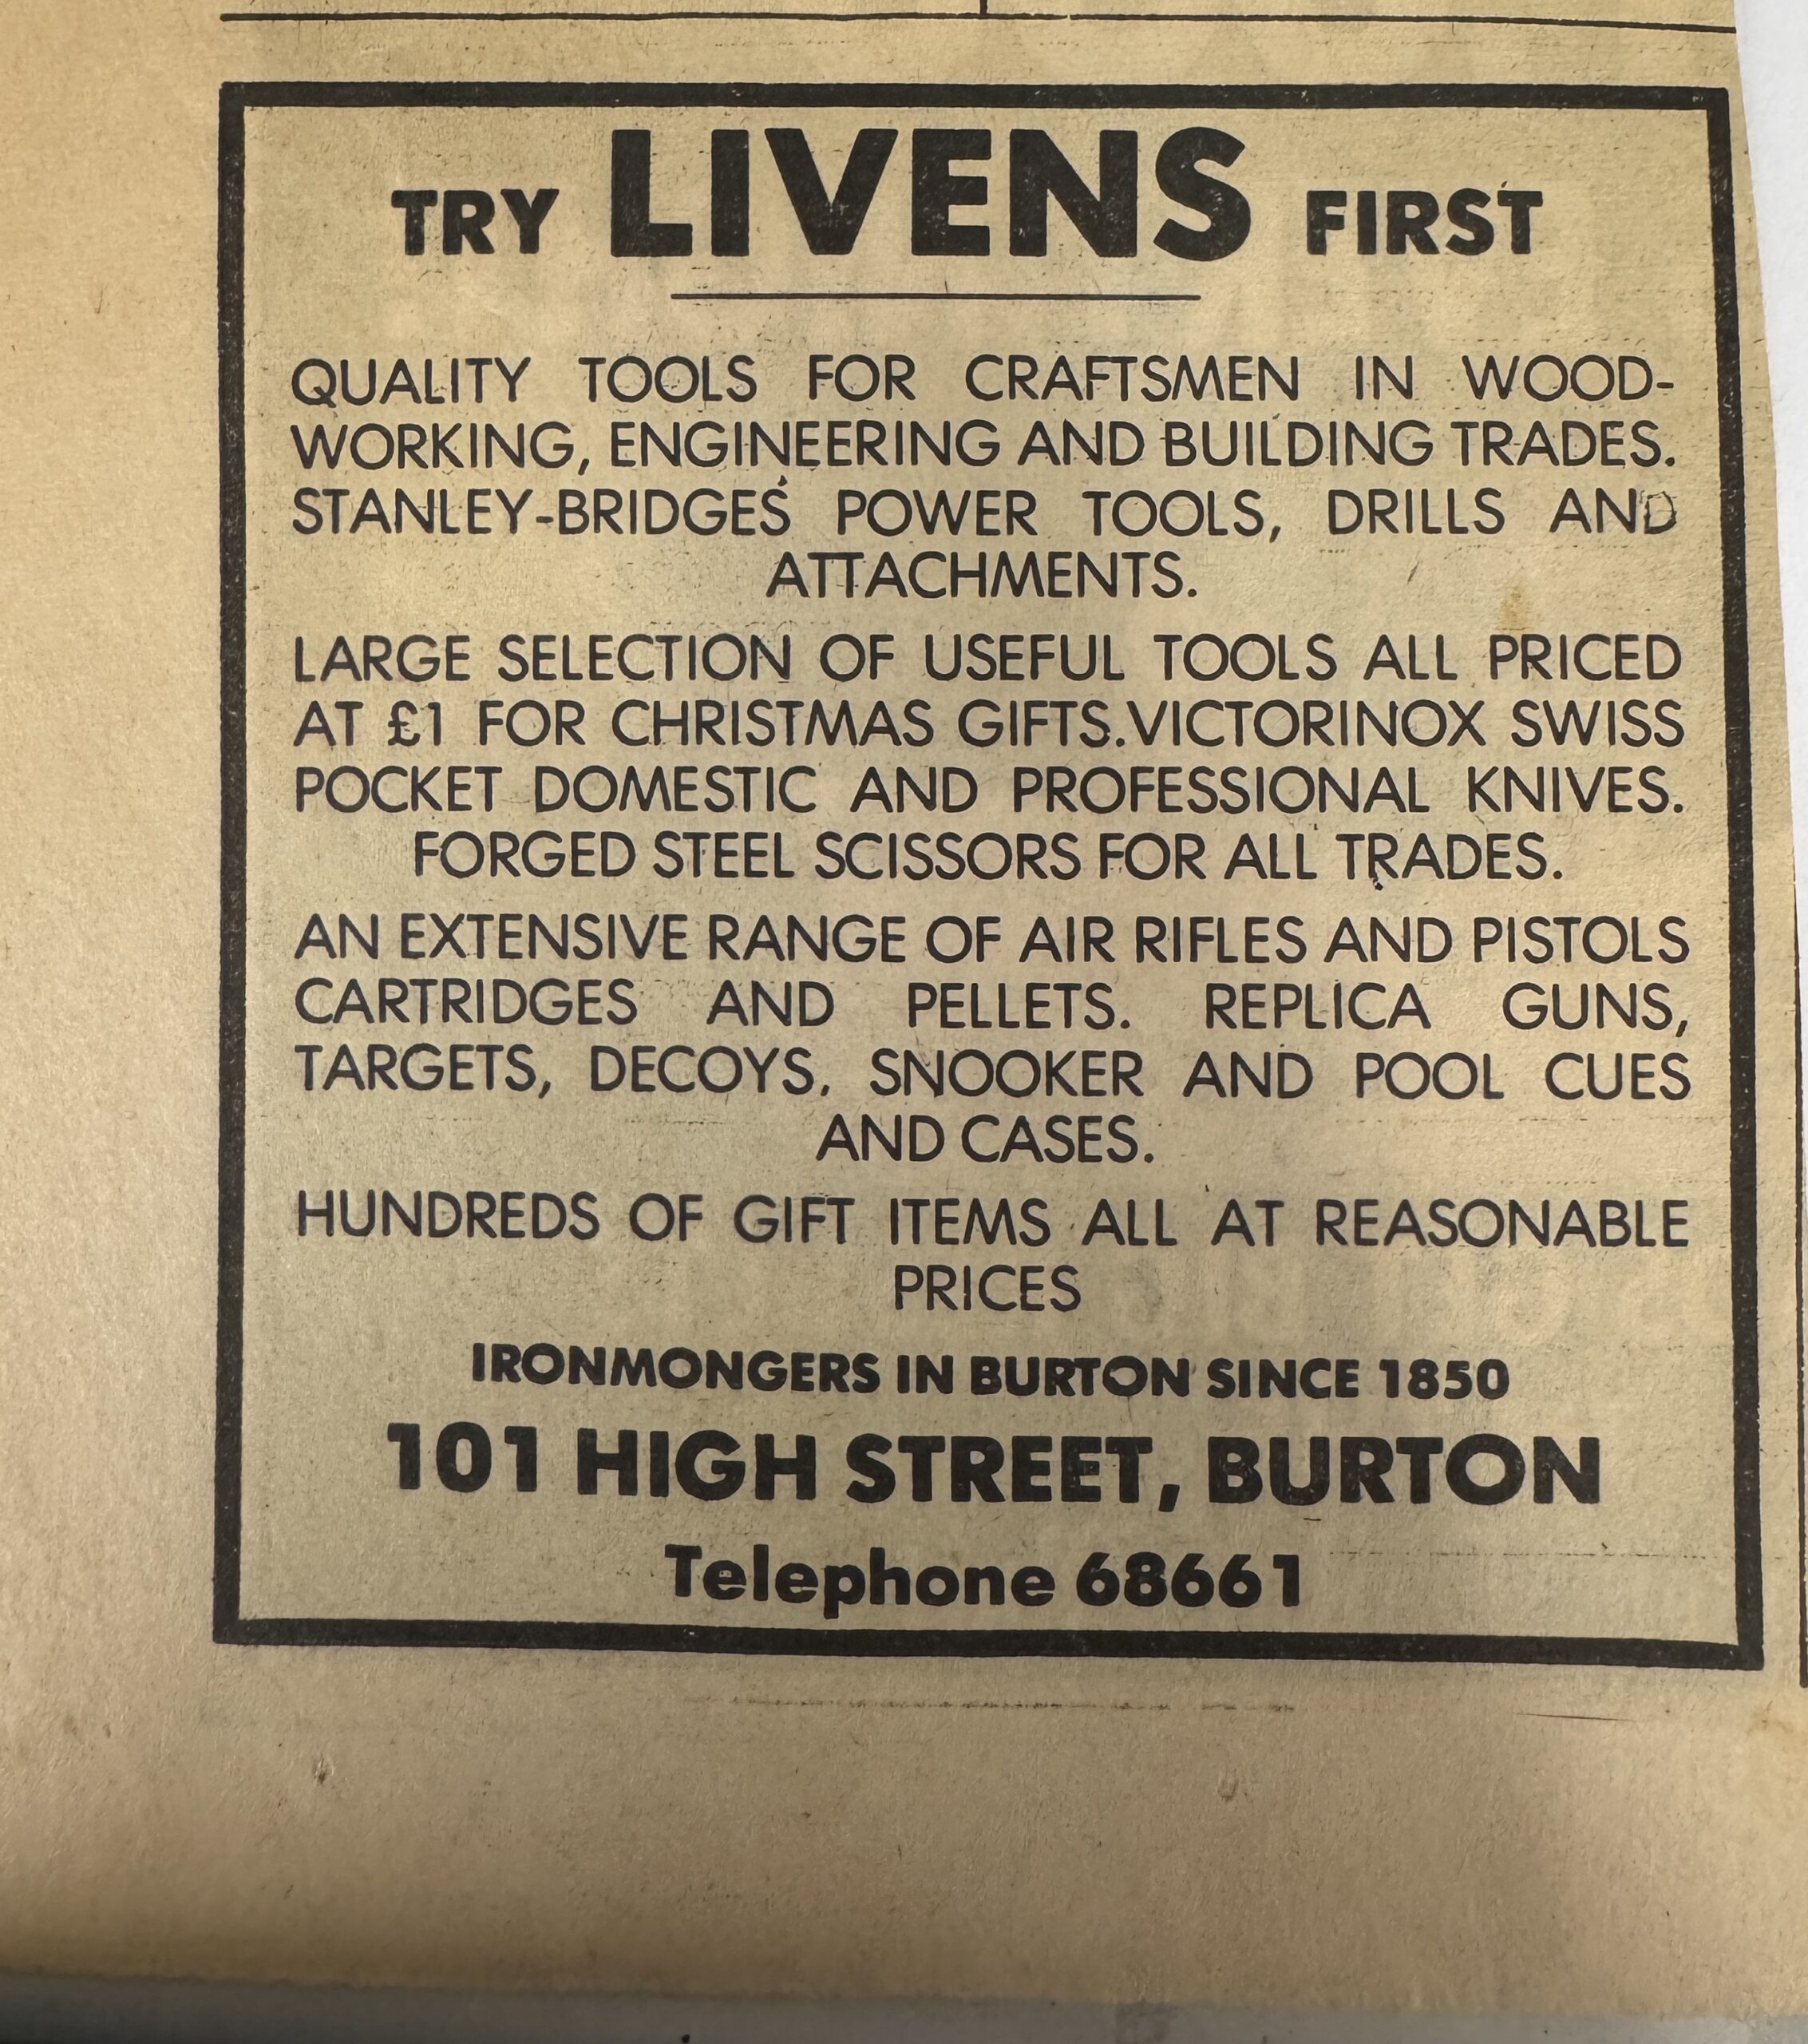 TRY LIVENS FIRST
QUALITY TOOLS FOR CRAFTSMEN IN WOOD-
WORKING, ENGINEERING AND BUILDING TRADES.
STANLEY-BRIDGES POWER TOOLS, DRILLS AND
ATTACHMENTS.
LARGE SELECTION OF USEFUL TOOLS ALL PRICED
AT £1 FOR CHRISTMAS GIFTS.VICTORINOX SWISS
POCKET DOMESTIC AND PROFESSIONAL KNIVES.
FORGED STEEL SCISSORS FOR ALL TRADES.
AN EXTENSIVE RANGE OF AIR RIFLES AND PISTOLS
CARTRIDGES AND PELLETS. REPLICA GUNS,
TARGETS, DECOYS, SNOOKER AND POOL CUES
AND CASES.
HUNDREDS OF GIFT ITEMS ALL AT REASONABLE
PRICES
IRONMONGERS IN BURTON SINCE 1850
101 HIGH STREET, BURTON
Telephone 68661